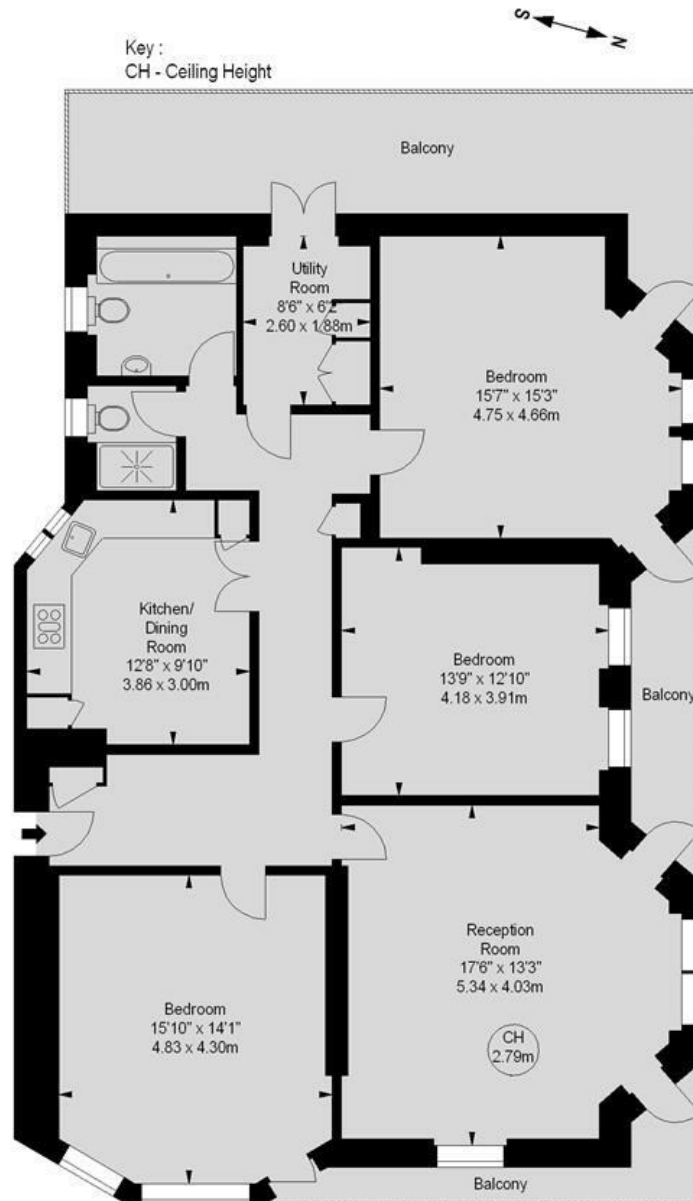 S
N
Key :
CH - Ceiling Height
Balcony
Utility
Room
8'6" x 6'2
2.60 x 1.88m
Bedroom
15'7" x 15'3"
4.75 x 4.66m
Kitchen/
Dining
Room
12'8" x 9'10"
3.86 x 3.00m
Bedroom
13'9" x 12'10"
4.18 x 3.91m
Balcony
Reception
Room
17'6" x 13'3"
5.34 x 4.03m
CH
2.79m
Bedroom
15'10" x 14'1"
4.83 x 4.30m
Balcony